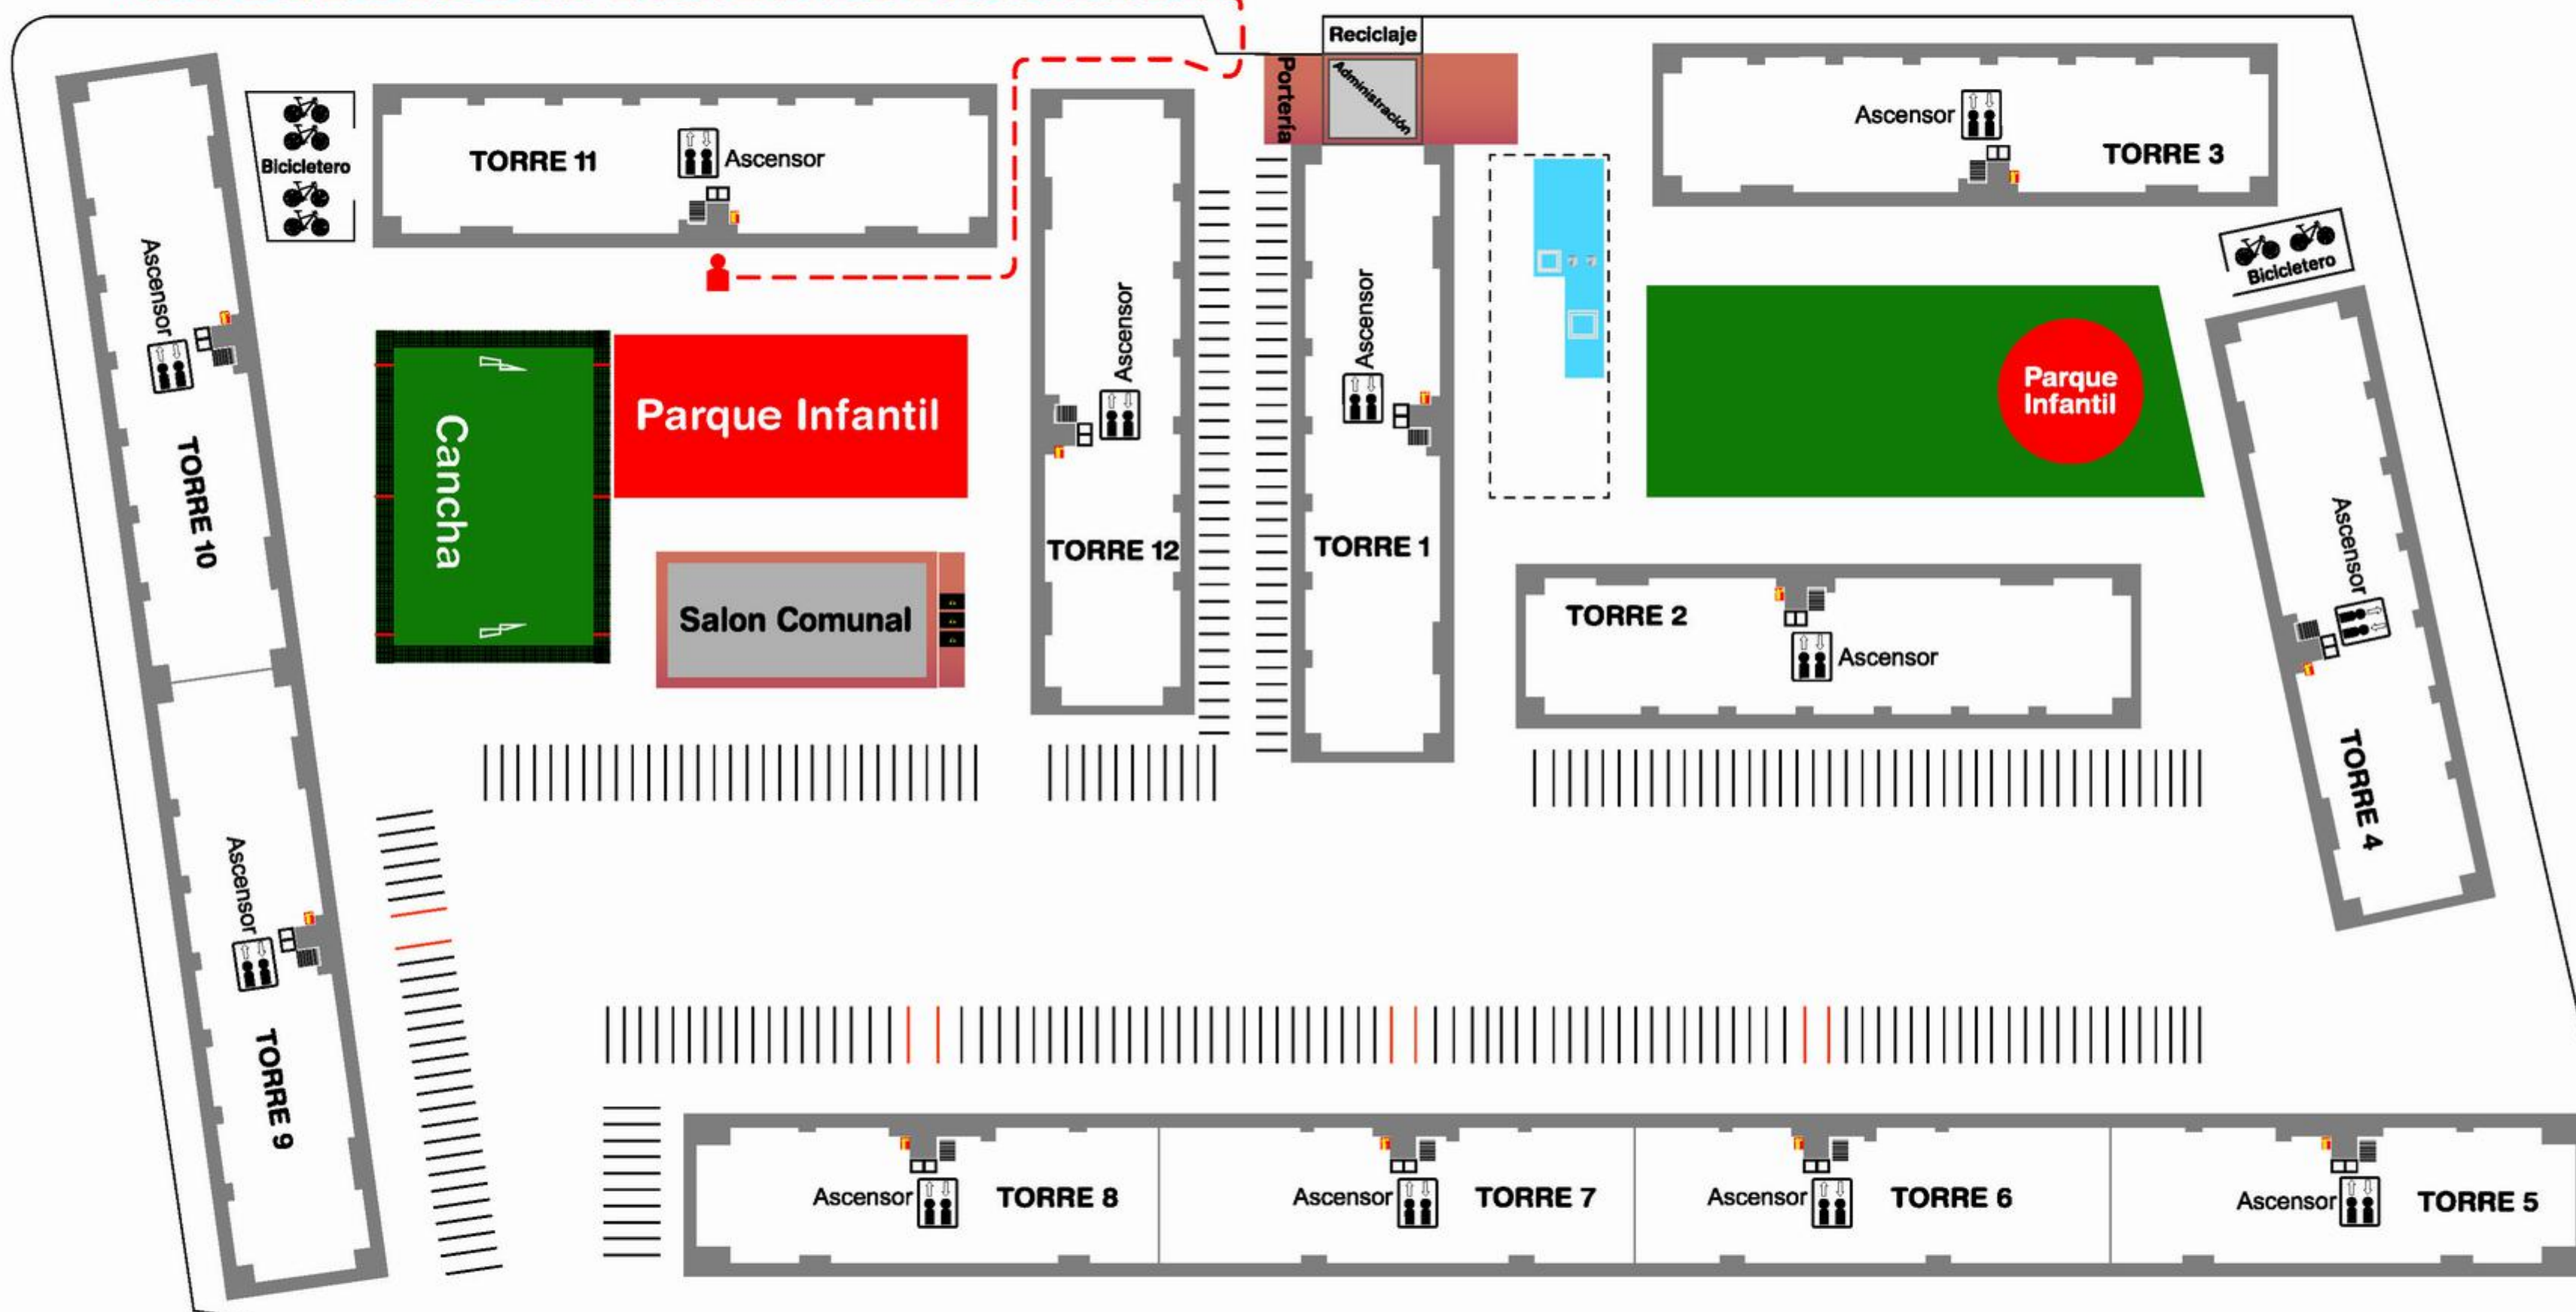 Reciclaje
Portería
Administración
Ascensor
TORRE 3
TORRE 11
Ascensor
Bicicletero
Bicicletero
Ascensor
TORRE 10
Cancha
Parque Infantil
Ascensor
TORRE 12
Ascensor
TORRE 1
Parque
Infantil
Salon Comunal
TORRE 2
Ascensor
Ascensor
TORRE 4
Ascensor
TORRE 9
Ascensor
TORRE 8
Ascensor
TORRE 7
Ascensor
TORRE 6
Ascensor
TORRE 5